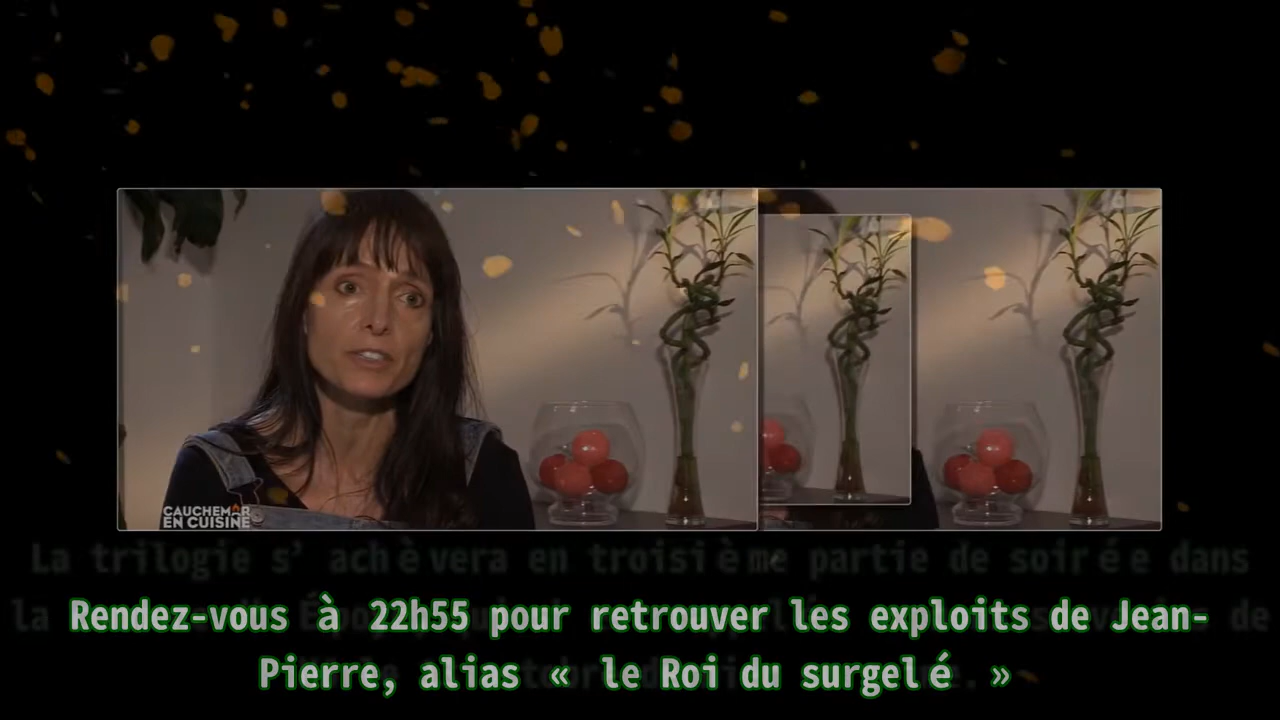 CAUCHEMAR
EN CUISINE
La trilogie s’ achèvera en troisième partie de soirée dans
la
Rendez-vous à 22h55 pour retrouver les exploits de Jean-
Pierre, alias « le Roi du surgelé »